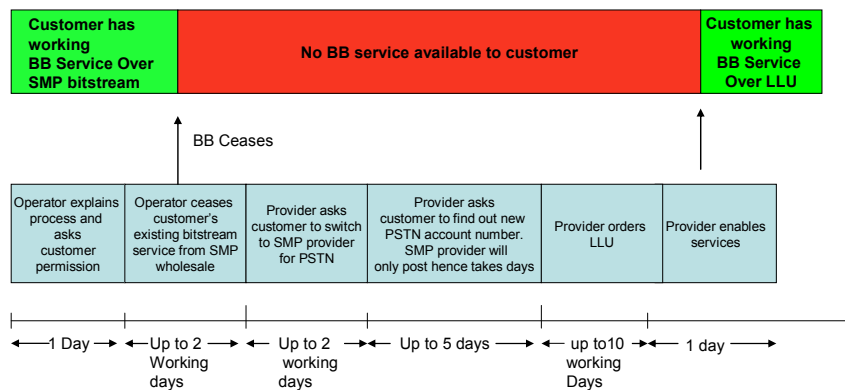 Customer has
working
BB Service Over
SMP bitstream
No BB service available to customer
Customer has
working
BB Service
Over LLU
BB Ceases
Operator explains
process and
asks
customer
permission
Operator ceases
customer's
existing bitstream
service from SMP
wholesale
Provider asks
customer to switch
to SMP provider
for PSTN
Provider asks
customer to find out new
PSTN account number.
SMP provider will
only post hence takes days
Provider orders
LLU
Provider enables
services
1 Day
Up to 2
Working
days
Up to 2
working
days
Up to 5 days
up to10
working
Days
1 day